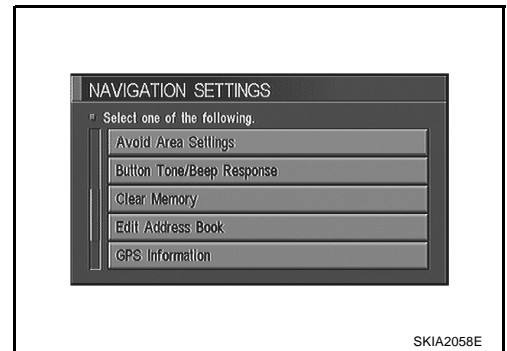 NAVIGATION SETTINGS
Select one of the following.
Avoid Area Settings
Button Tone/Beep Response
Clear Memory
Edit Address Book
GPS Information
SKIA2058E